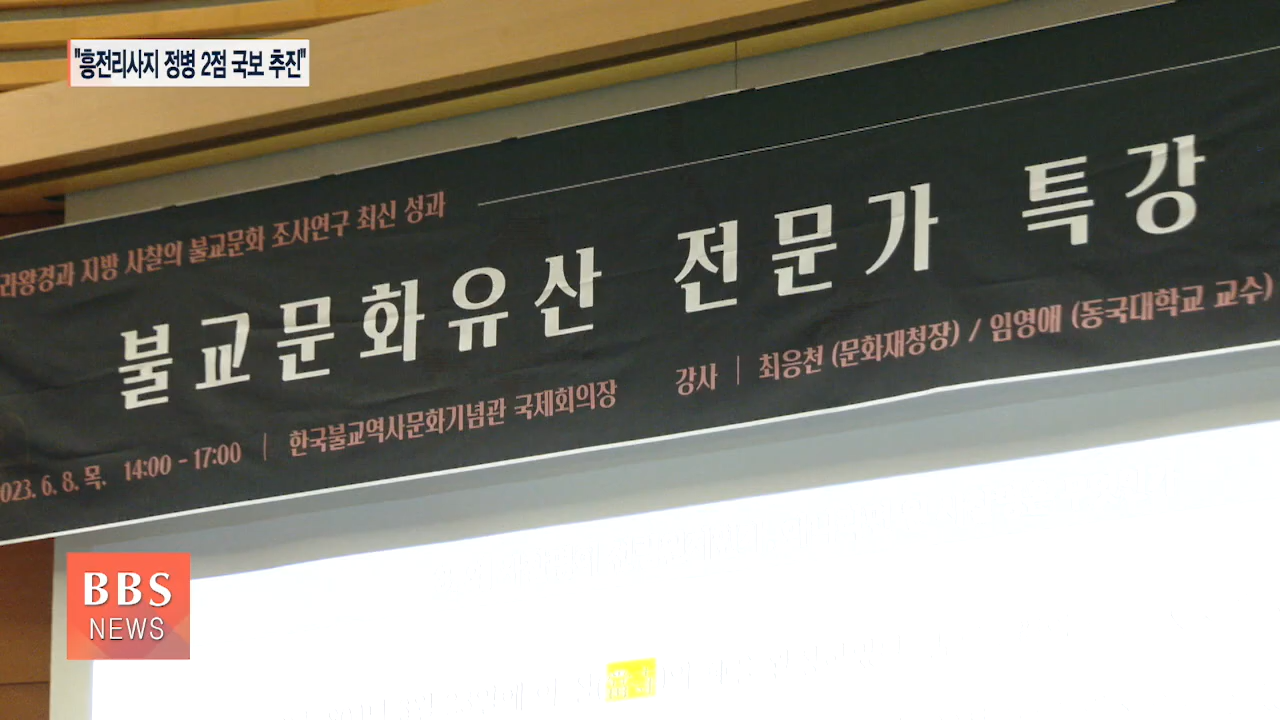 "흥전리사지 정병 2점 국보 추진"
라왕경과 지방 사찰의 불교문화 조사연구 최신 성과
불교문화유산 전문가 특강
023. 6. 8. 목. 14:00 - 17:00 | 한국불교역사문화기념관 국제회의장 강사 | 최응천 (문화재청장) / 임영애 (동국대학교 교수)
BBS
NEWS